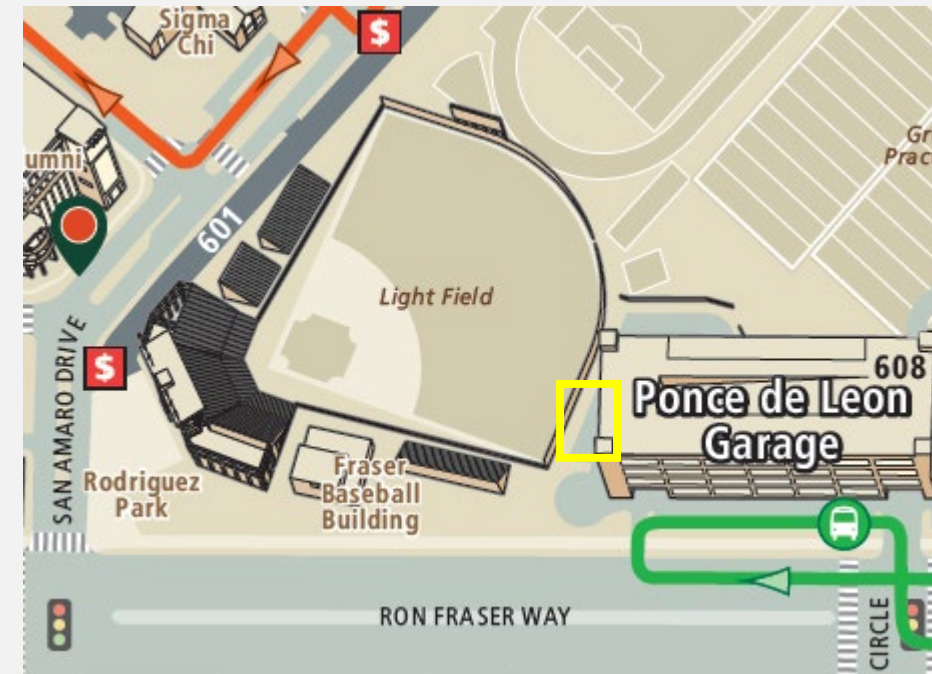 Sigma
Chi
$
Gr
Prac
umni
601
Light Field
$
SAN AMARO DRIVE
608
Ponce de Leon
Garage
Rodriguez
Park
Fraser
Baseball
Building
RON FRASER WAY
CIRCLE